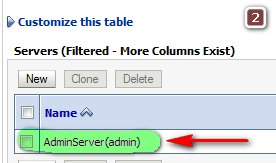 Customize this table
2
Servers (Filtered - More Columns Exist)
New Clone Delete
Name
AdminServer(admin)